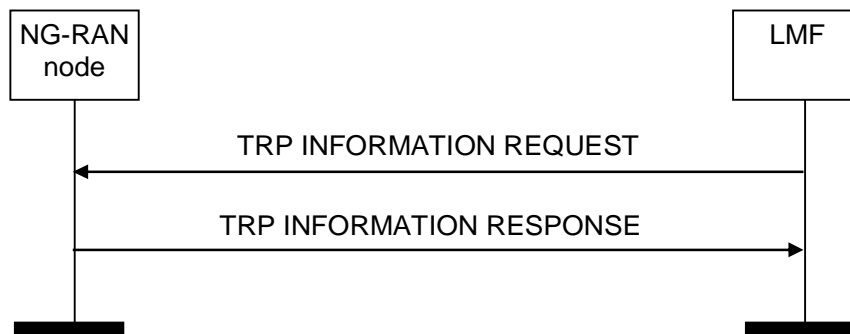 NG-RAN
node
LMF
TRP INFORMATION REQUEST
TRP INFORMATION RESPONSE